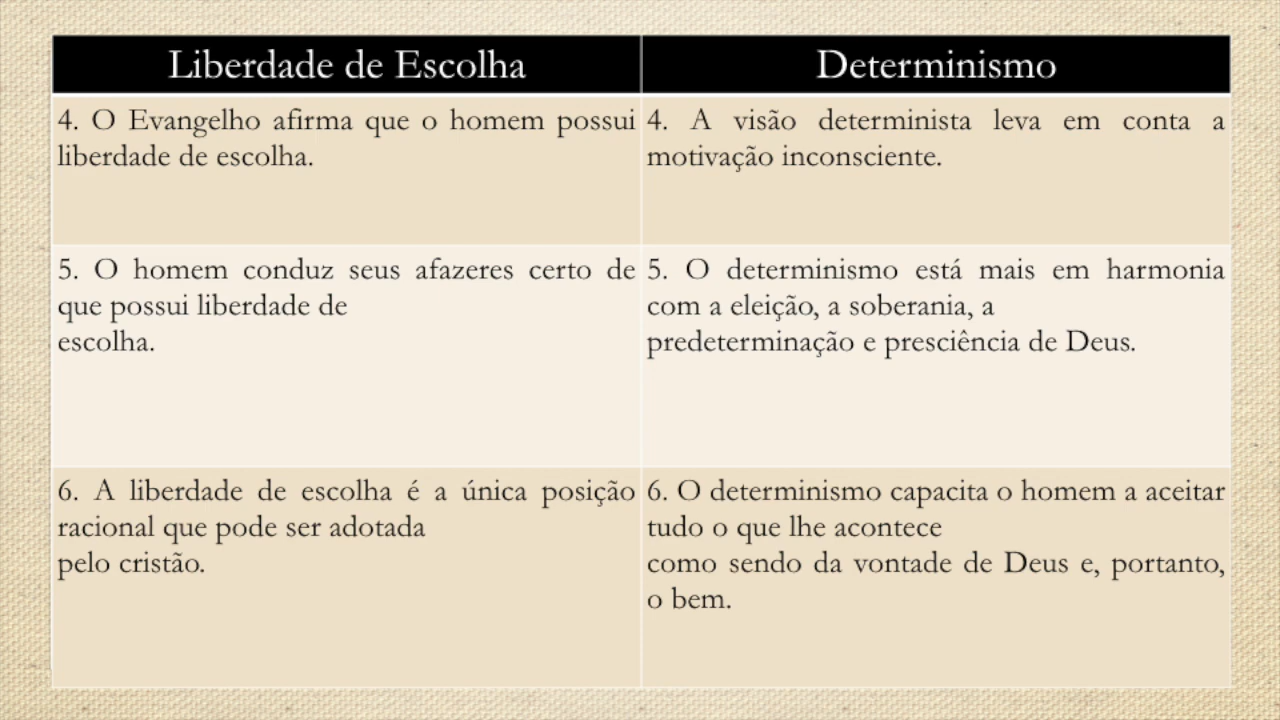 Liberdade de Escolha
Determinismo
4. O Evangelho afirma que o homem possui
liberdade de escolha.
4. A visão determinista leva em conta a
motivação inconsciente.
5. O homem conduz seus afazeres certo de
que possui liberdade de
escolha.
5. O determinismo está mais em harmonia
com a eleição, a soberania, a
predeterminação e presciência de Deus.
6. A liberdade de escolha é a única posição
racional que pode ser adotada
pelo cristão.
6. O determinismo capacita o homem a aceitar
tudo o que lhe acontece
como sendo da vontade de Deus e, portanto,
o bem.